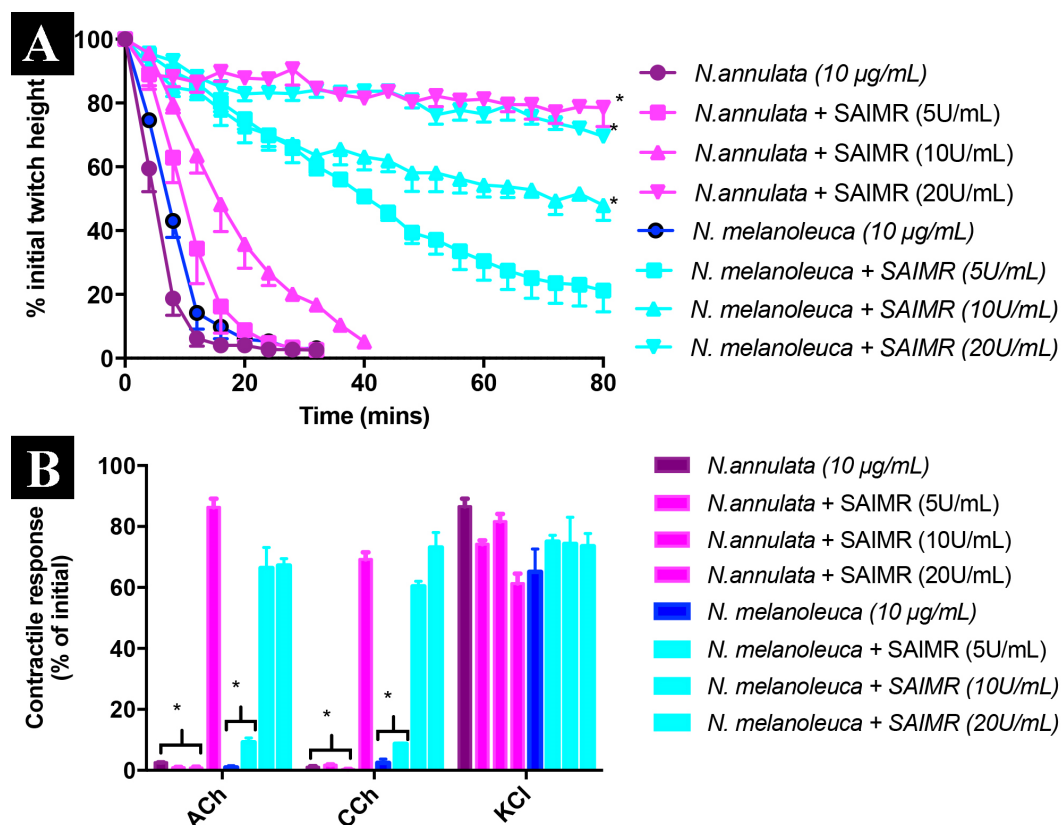 A
% initial twitch height
100
80
60
40
20
0
0
20
40
60
80
Time (mins)
*
*
*
N.annulata (10 µg/mL)
N.annulata + SAIMR (5U/mL)
N.annulata + SAIMR (10U/mL)
N.annulata + SAIMR (20U/mL)
N. melanoleuca (10 µg/mL)
N. melanoleuca + SAIMR (5U/mL)
N. melanoleuca + SAIMR (10U/mL)
N. melanoleuca + SAIMR (20U/mL)
B
Contractile response
(% of initial)
100
80
60
40
20
0
*
*
*
*
ACh
CCh
KCl
N.annulata (10 µg/mL)
N.annulata + SAIMR (5U/mL)
N.annulata + SAIMR (10U/mL)
N.annulata + SAIMR (20U/mL)
N. melanoleuca (10 µg/mL)
N. melanoleuca + SAIMR (5U/mL)
N. melanoleuca + SAIMR (10U/mL)
N. melanoleuca + SAIMR (20U/mL)